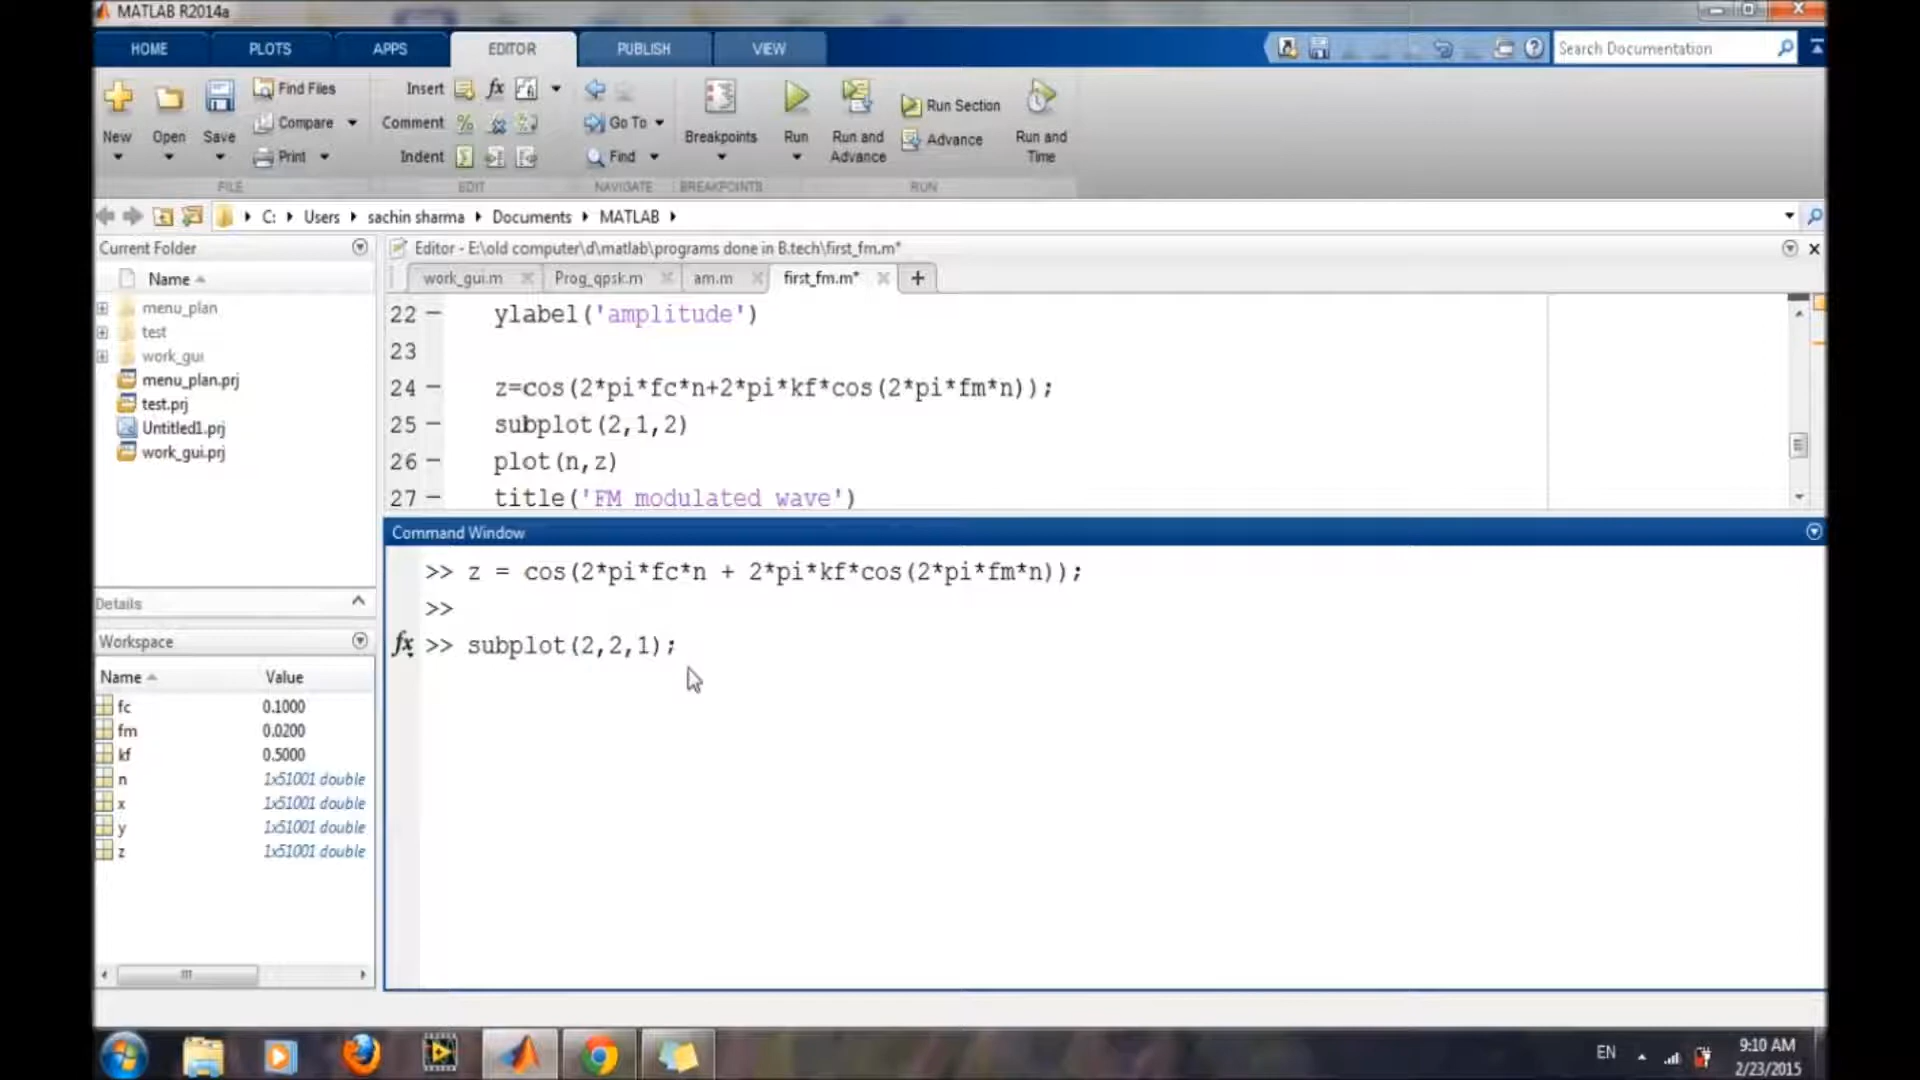 MATLAB R2014a
HOME PLOTS APPS EDITOR PUBLISH VIEW
Search Documentation
New Open Save
Find Files
Compare
Print
FILE
Insert fx
Comment
Indent
EDIT
Go To
Find
NAVIGATE
Breakpoints
BREAKPOINTS
Run
Run and Advance
Run Section
Advance
Run and Time
RUN
C: Users sachin sharma Documents MATLAB
Current Folder
Name
menu_plan
test
work_gui
menu_plan.prj
test.prj
Untitled1.prj
work_gui.prj
Details
Workspace
Name Value
fc 0.1000
fm 0.0200
kf 0.5000
n 1x51001 double
x 1x51001 double
y 1x51001 double
z 1x51001 double
Editor - E:\old computer\d\matlab\programs done in B.tech\first_fm.m*
work_gui.m Prog_qpsk.m am.m first_fm.m* +
22 - ylabel('amplitude')
23
24 - z=cos(2*pi*fc*n+2*pi*kf*cos(2*pi*fm*n));
25 - subplot(2,1,2)
26 - plot(n,z)
27 - title('FM modulated wave')
Command Window
>> z = cos(2*pi*fc*n + 2*pi*kf*cos(2*pi*fm*n));
>>
fx >> subplot(2,2,1);
EN
9:10 AM
2/23/2015